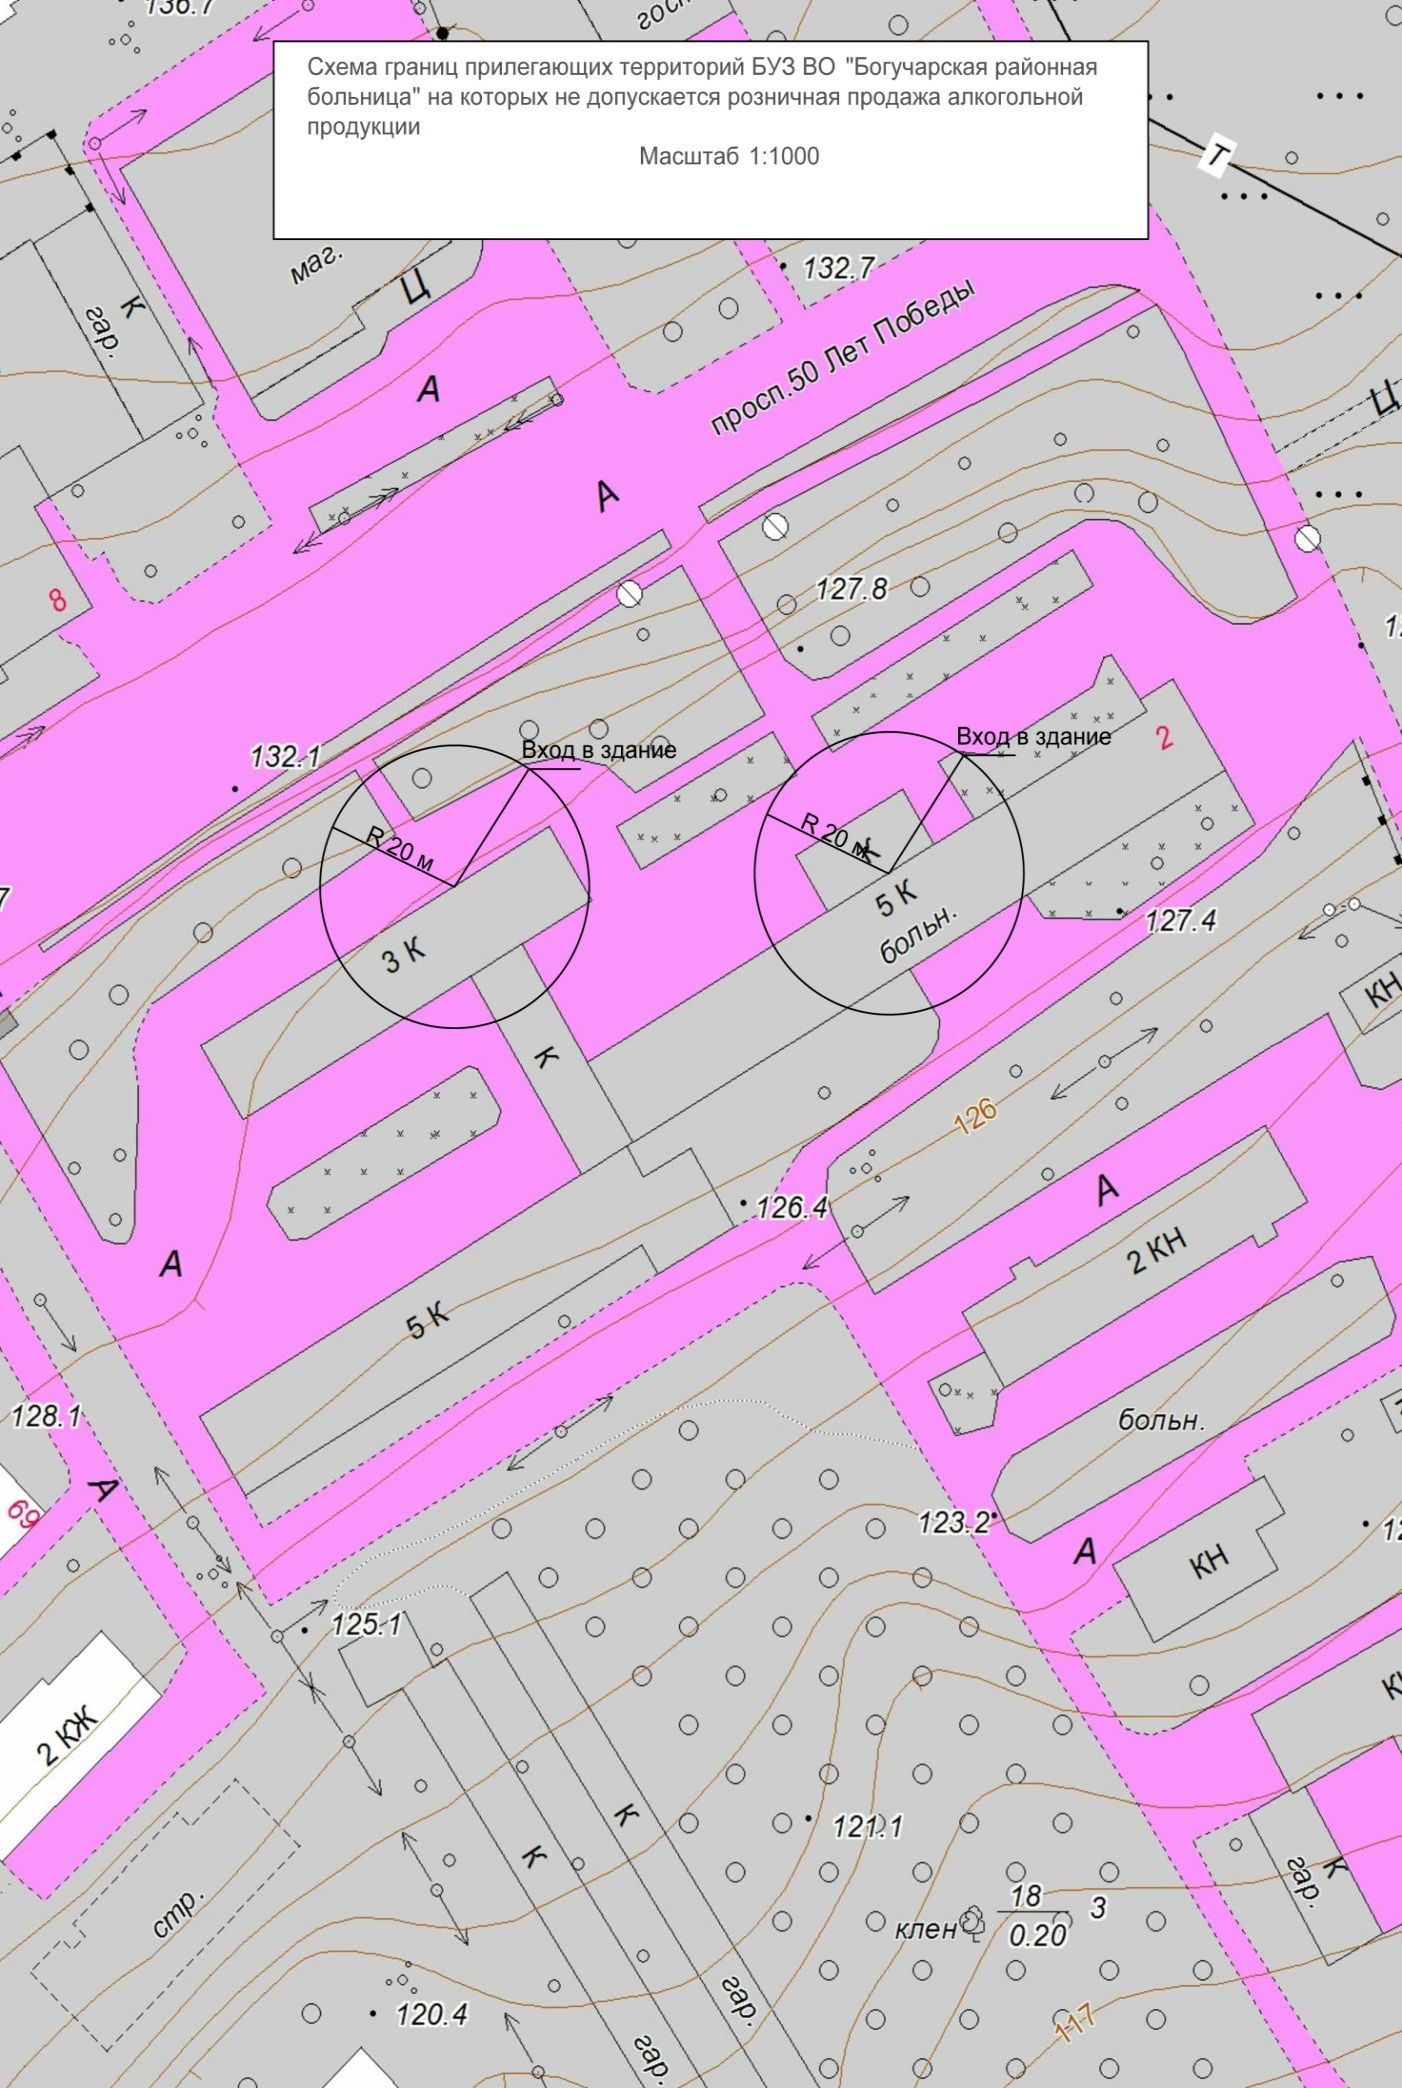 136.7
гост
Схема границ прилегающих территорий БУЗ ВО "Богучарская районная
больница" на которых не допускается розничная продажа алкогольной
продукции
Масштаб 1:1000
Т
маг.
Ц
132.7
К
гар.
просп.50 Лет Победы
А
Ц
А
8
127.8
132.1
Вход в здание
Вход в здание
2
R 20 м
R 20 м
К
5 К
больн.
127.4
3 К
КН
К
126
126.4
А
2 КН
А
5 К
128.1
больн.
А
69
123.2
А
КН
125.1
2 КЖ
К
К
121.1
К
гар.
стр.
клен
18
0.20
3
120.4
гар.
гар.
117